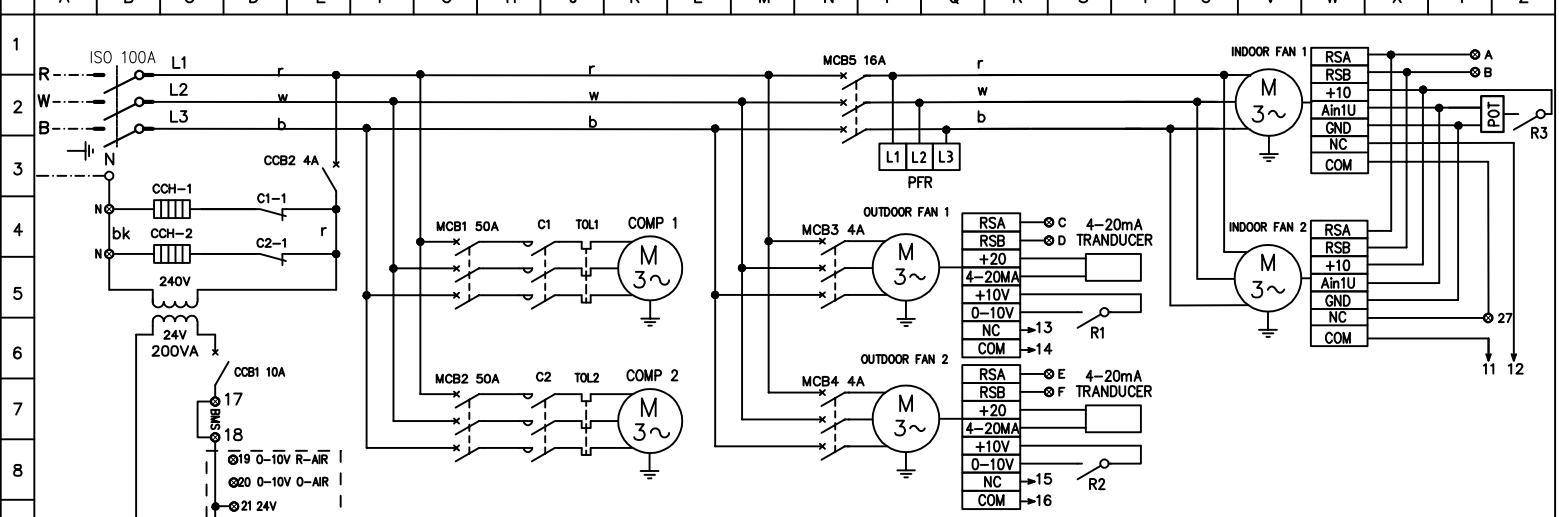 1
ISO 100A
L1
R
r
r
MCB5 16A
r
INDOOR FAN 1
RSA
A
RSB
B
2
W
L2
w
w
w
M
3~
+10
Ain1U
POT
B
L3
b
b
b
GND
R3
NC
COM
3
N
CCB2 4A
L1 L2 L3
PFR
4
CCH-1
C1-1
N
bk
r
CCH-2
C2-1
N
MCB1 50A
C1
TOL1
COMP 1
M
3~
OUTDOOR FAN 1
MCB3 4A
M
3~
RSA
C
RSB
D
4-20mA
TRANDUCER
+20
4-20MA
+10V
0-10V
R1
NC
13
COM
14
INDOOR FAN 2
M
3~
RSA
RSB
+10
Ain1U
GND
NC
27
COM
11 12
5
240V
24V
200VA
6
CCB1 10A
17
BMS
18
7
MCB2 50A
C2
TOL2
COMP 2
M
3~
OUTDOOR FAN 2
MCB4 4A
M
3~
RSA
E
RSB
F
4-20mA
TRANDUCER
+20
4-20MA
+10V
0-10V
R2
NC
15
COM
16
8
19 0-10V R-AIR
20 0-10V O-AIR
21 24V